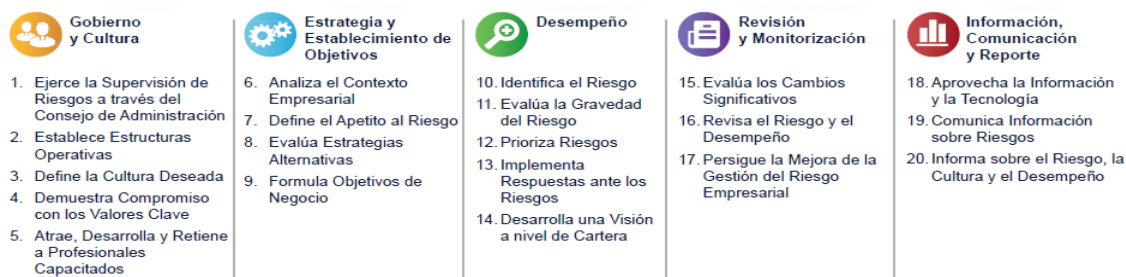 Gobierno
y Cultura
1. Ejerce la Supervisión de
Riesgos a través del
Consejo de Administración
2. Establece Estructuras
Operativas
3. Define la Cultura Deseada
4. Demuestra Compromiso
con los Valores Clave
5. Atrae, Desarrolla y Retiene
a Profesionales
Capacitados
Estrategia y
Establecimiento de
Objetivos
6. Analiza el Contexto
Empresarial
7. Define el Apetito al Riesgo
8. Evalúa Estrategias
Alternativas
9. Formula Objetivos de
Negocio
Desempeño
10. Identifica el Riesgo
11. Evalúa la Gravedad
del Riesgo
12. Prioriza Riesgos
13. Implementa
Respuestas ante los
Riesgos
14. Desarrolla una Visión
a nivel de Cartera
Revisión
y Monitorización
15. Evalúa los Cambios
Significativos
16. Revisa el Riesgo y el
Desempeño
17. Persigue la Mejora de la
Gestión del Riesgo
Empresarial
Información,
Comunicación
y Reporte
18. Aprovecha la Información
y la Tecnología
19. Comunica Información
sobre Riesgos
20. Informa sobre el Riesgo, la
Cultura y el Desempeño